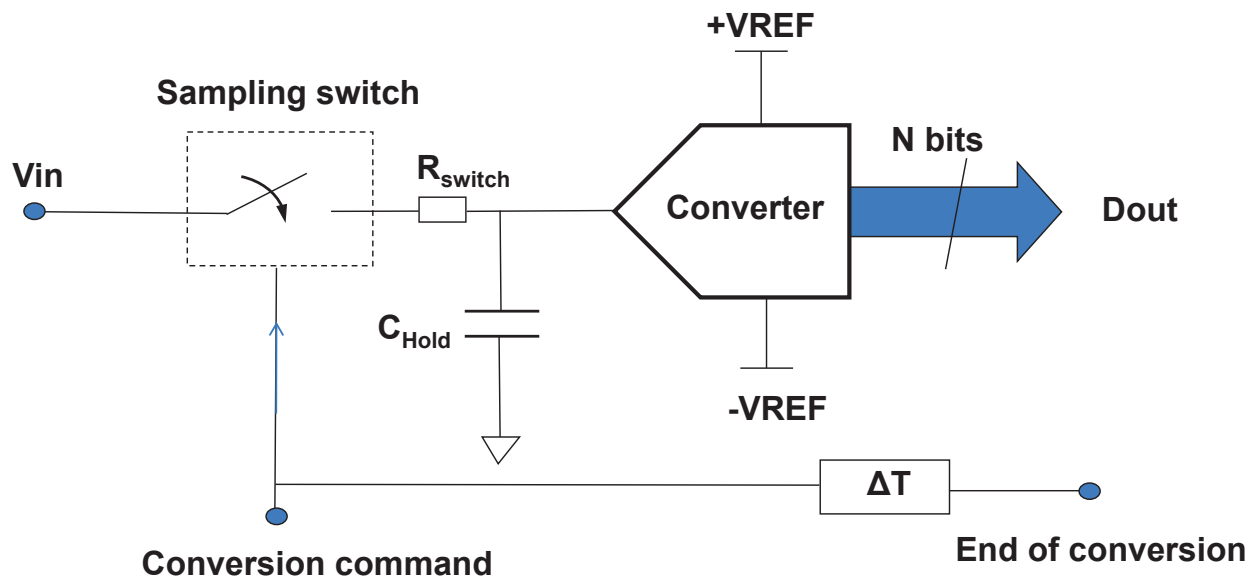 +VREF
Sampling switch
N bits
Vin
Rswitch
Converter
Dout
CHold
-VREF
ΔT
Conversion command
End of conversion